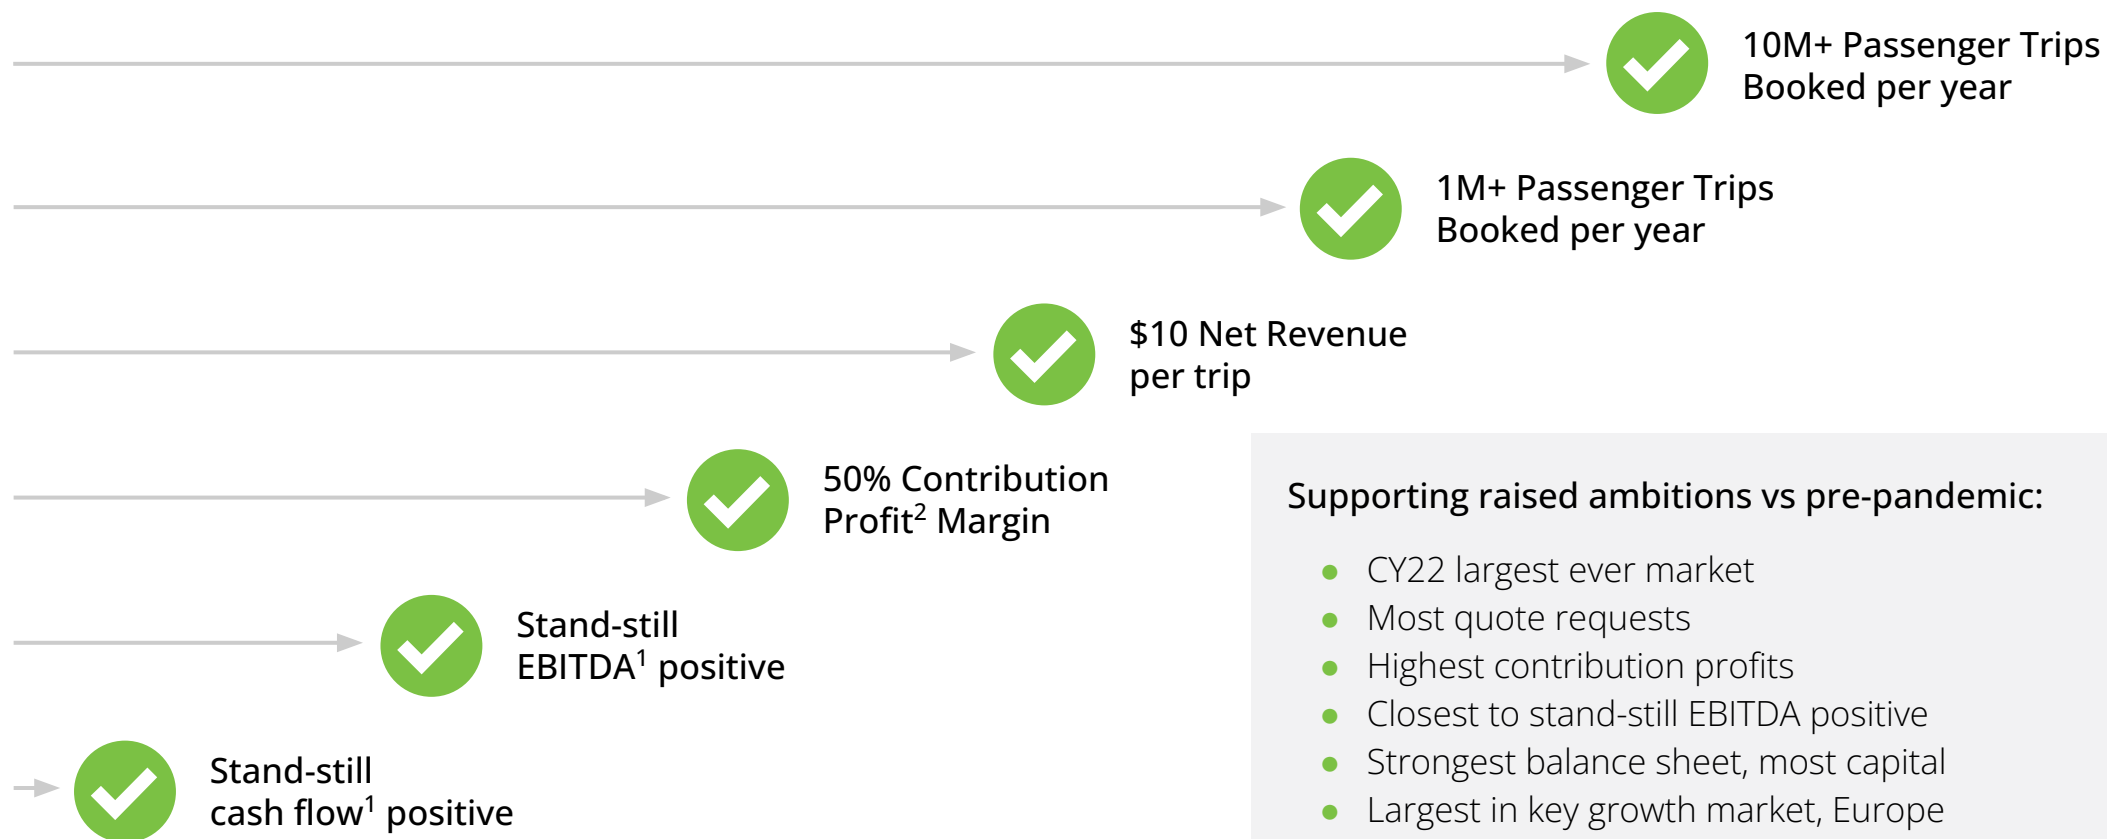 10M+ Passenger Trips
Booked per year
1M+ Passenger Trips
Booked per year
$10 Net Revenue
per trip
50% Contribution
Profit² Margin
Stand-still
EBITDA¹ positive
Stand-still
cash flow¹ positive
Supporting raised ambitions vs pre-pandemic:
● CY22 largest ever market
● Most quote requests
● Highest contribution profits
● Closest to stand-still EBITDA positive
● Strongest balance sheet, most capital
● Largest in key growth market, Europe